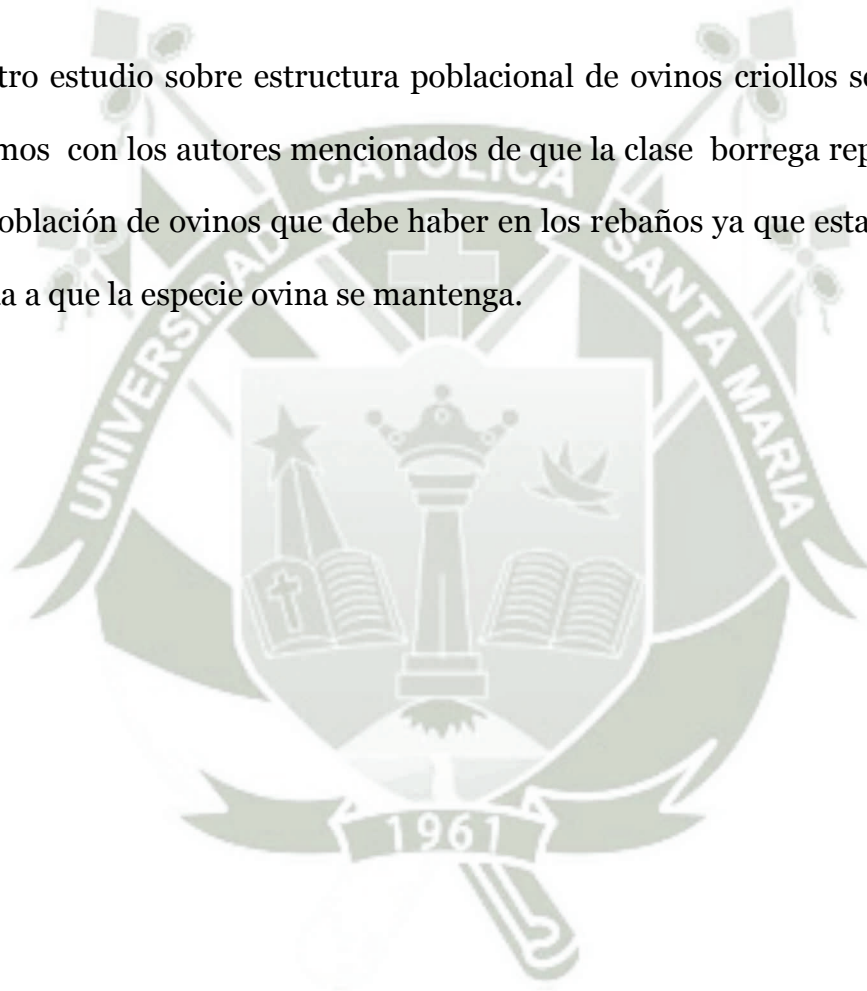 tro estudio sobre estructura poblacional de ovinos criollos se
mos con los autores mencionados de que la clase borrega rep
oblación de ovinos que debe haber en los rebaños ya que esta
a a que la especie ovina se mantenga.
UNIVERSIDAD CATOLICA SANTA MARIA
1961